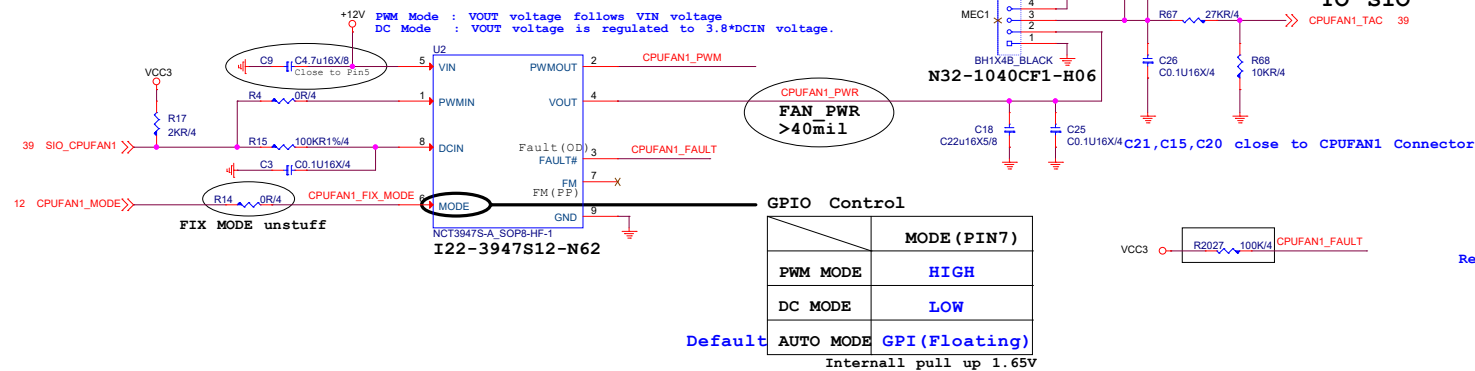 +12V
PWM Mode : VOUT voltage follows VIN voltage
DC Mode : VOUT voltage is regulated to 3.8*DCIN voltage.
4
MEC1
3
2
1
BH1X4B_BLACK
N32-1040CF1-H06
R67
27KR/4
CPUFAN1_TAC 39
C26
C0.1U16X/4
R68
10KR/4
U2
C9
C4.7u16X/8
Close to Pin5
5
VIN
PWMOUT
2
CPUFAN1_PWM
VCC3
R4
0R/4
1
PWMIN
VOUT
4
CPUFAN1_PWR
FAN_PWR
>40mil
R17
2KR/4
C18
C22u16X5/8
C25
C0.1U16X/4
C21,C15,C20 close to CPUFAN1 Connector
39 SIO_CPUFAN1
R15
100KR1%/4
8
DCIN
Fault(OD)
FAULT#
3
CPUFAN1_FAULT
C3
C0.1U16X/4
FM
7
FM(PP)
12 CPUFAN1_MODE
R14
0R/4
CPUFAN1_FIX_MODE
6
MODE
GND
9
FIX MODE unstuff
NCT3947S-A_SOP8-HF-1
I22-3947S12-N62
GPIO Control
MODE(PIN7)
PWM MODE HIGH
DC MODE LOW
Default AUTO MODE GPI(Floating)
Internall pull up 1.65V
VCC3
R2027
100K/4
CPUFAN1_FAULT
Re